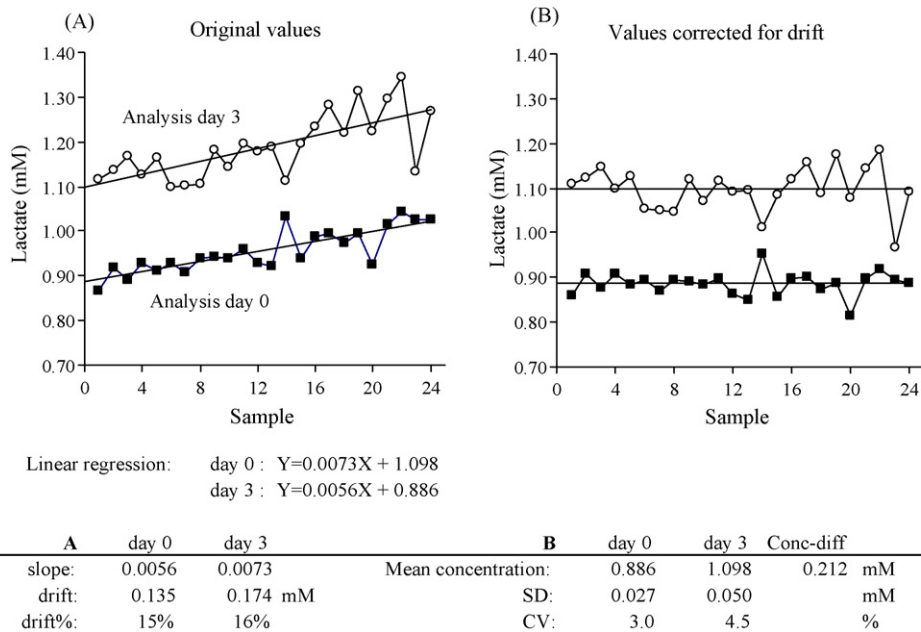 (A)
Original values
1.40
1.30
1.20
1.10
1.00
0.90
0.80
0.70
Lactate (mM)
Analysis day 3
Analysis day 0
0 4 8 12 16 20 24
Sample
(B)
Values corrected for drift
1.40
1.30
1.20
1.10
1.00
0.90
0.80
0.70
Lactate (mM)
0 4 8 12 16 20 24
Sample
Linear regression: day 0 : Y=0.0073X + 1.098
day 3 : Y=0.0056X + 0.886
A day 0 day 3
slope: 0.0056 0.0073
drift: 0.135 0.174 mM
drift%: 15% 16%
B day 0 day 3 Conc-diff
Mean concentration: 0.886 1.098 0.212 mM
SD: 0.027 0.050 mM
CV: 3.0 4.5 %